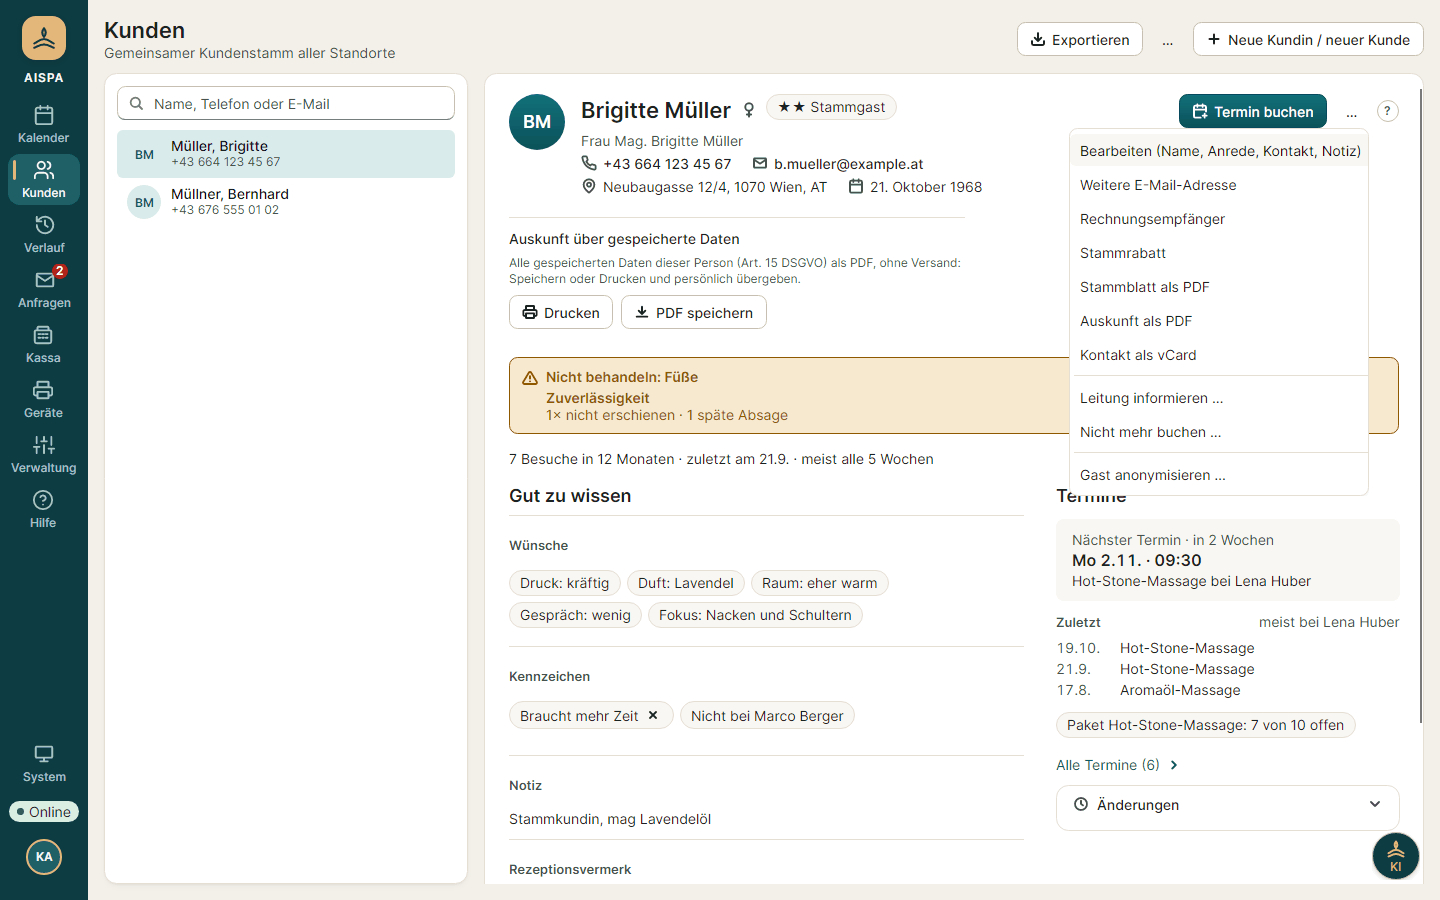 AISPA
Kalender
Kunden
Verlauf
2
Anfragen
Kassa
Geräte
Verwaltung
Hilfe
System
Online
KA
Kunden
Gemeinsamer Kundenstamm aller Standorte
Exportieren
...
Neue Kundin / neuer Kunde
Name, Telefon oder E-Mail
BM
Müller, Brigitte
+43 664 123 45 67
BM
Müllner, Bernhard
+43 676 555 01 02
BM
Brigitte Müller ♀ ★★ Stammgast
Frau Mag. Brigitte Müller
+43 664 123 45 67 b.mueller@example.at
Neubaugasse 12/4, 1070 Wien, AT 21. Oktober 1968
Termin buchen
...
?
Bearbeiten (Name, Anrede, Kontakt, Notiz)
Weitere E-Mail-Adresse
Rechnungsempfänger
Stammrabatt
Stammblatt als PDF
Auskunft als PDF
Kontakt als vCard
Leitung informieren ...
Nicht mehr buchen ...
Gast anonymisieren ...
Auskunft über gespeicherte Daten
Alle gespeicherten Daten dieser Person (Art. 15 DSGVO) als PDF, ohne Versand:
Speichern oder Drucken und persönlich übergeben.
Drucken
PDF speichern
Nicht behandeln: Füße
Zuverlässigkeit
1× nicht erschienen · 1 späte Absage
7 Besuche in 12 Monaten · zuletzt am 21.9. · meist alle 5 Wochen
Gut zu wissen
Wünsche
Druck: kräftig
Duft: Lavendel
Raum: eher warm
Gespräch: wenig
Fokus: Nacken und Schultern
Kennzeichen
Braucht mehr Zeit ×
Nicht bei Marco Berger
Notiz
Stammkundin, mag Lavendelöl
Rezeptionsvermerk
Termine
Nächster Termin · in 2 Wochen
Mo 2.11. · 09:30
Hot-Stone-Massage bei Lena Huber
Zuletzt meist bei Lena Huber
19.10. Hot-Stone-Massage
21.9. Hot-Stone-Massage
17.8. Aromaöl-Massage
Paket Hot-Stone-Massage: 7 von 10 offen
Alle Termine (6)
Änderungen
KI